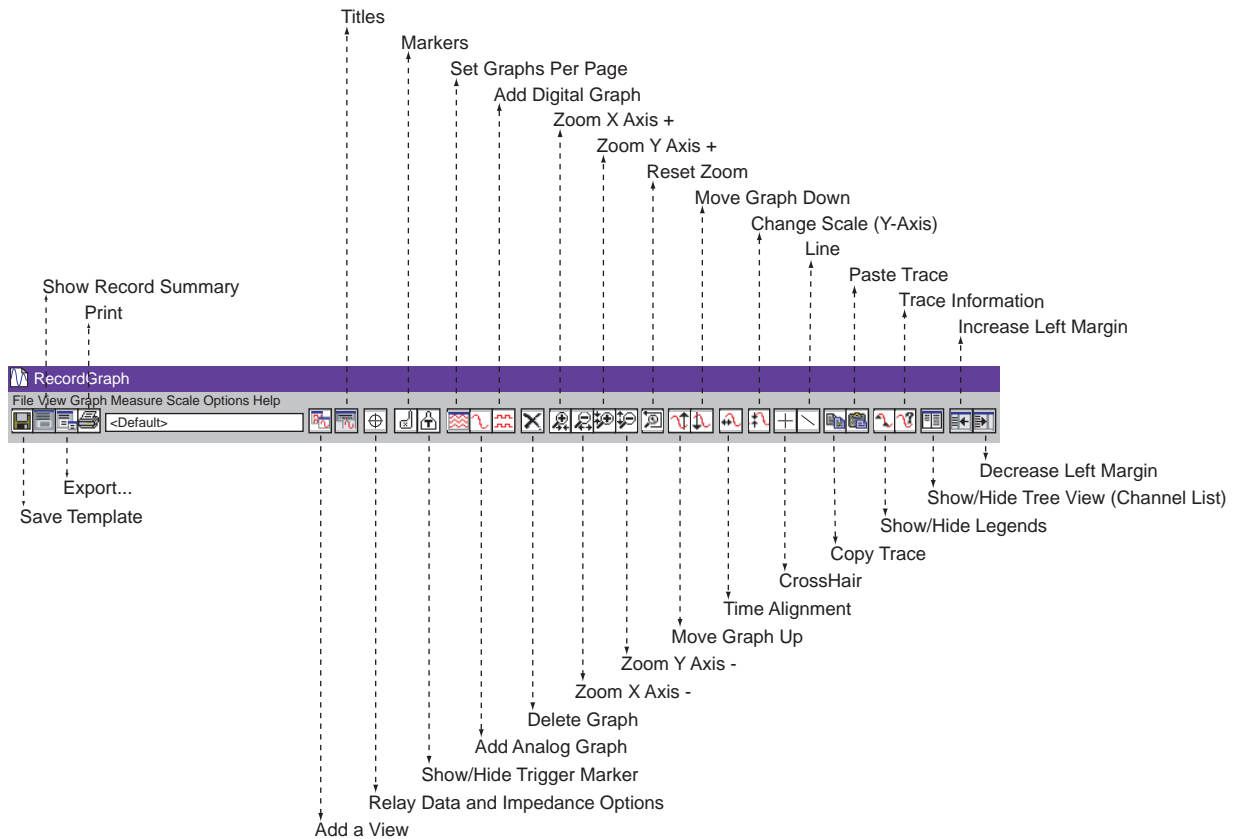 Titles
Markers
Set Graphs Per Page
Add Digital Graph
Zoom X Axis +
Zoom Y Axis +
Reset Zoom
Move Graph Down
Change Scale (Y-Axis)
Line
Paste Trace
Show Record Summary
Trace Information
Print
Increase Left Margin
RecordGraph
File View Graph Measure Scale Options Help
<Default>
Decrease Left Margin
Export...
Show/Hide Tree View (Channel List)
Save Template
Show/Hide Legends
Copy Trace
CrossHair
Time Alignment
Move Graph Up
Zoom Y Axis -
Zoom X Axis -
Delete Graph
Add Analog Graph
Show/Hide Trigger Marker
Relay Data and Impedance Options
Add a View